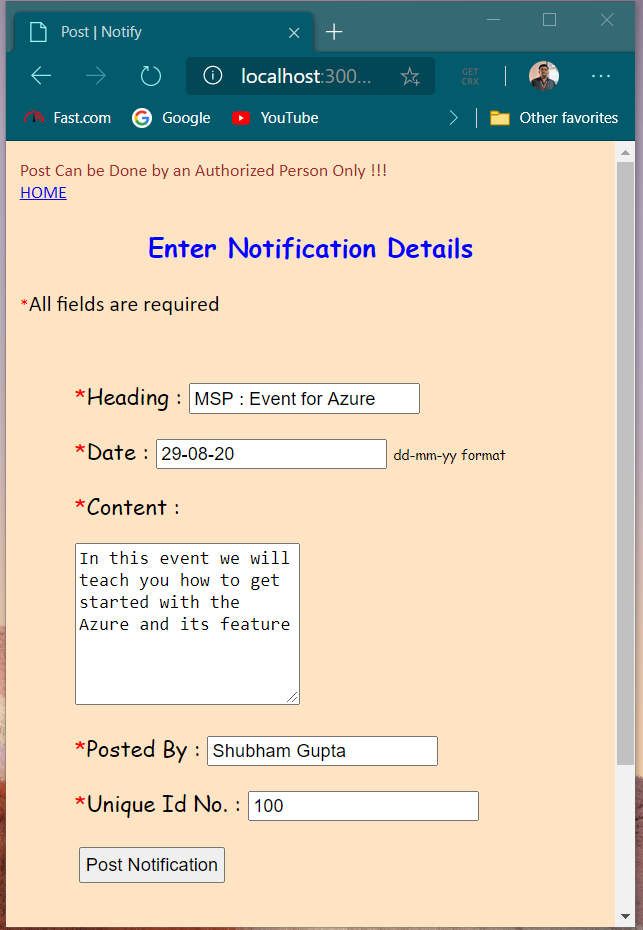 Post | Notify
localhost:300...
GET
CRX
Fast.com
Google
YouTube
Other favorites
Post Can be Done by an Authorized Person Only !!!
HOME
Enter Notification Details
*All fields are required
*Heading : MSP : Event for Azure
*Date : 29-08-20 dd-mm-yy format
*Content :
In this event we will
teach you how to get
started with the
Azure and its feature
*Posted By : Shubham Gupta
*Unique Id No. : 100
Post Notification